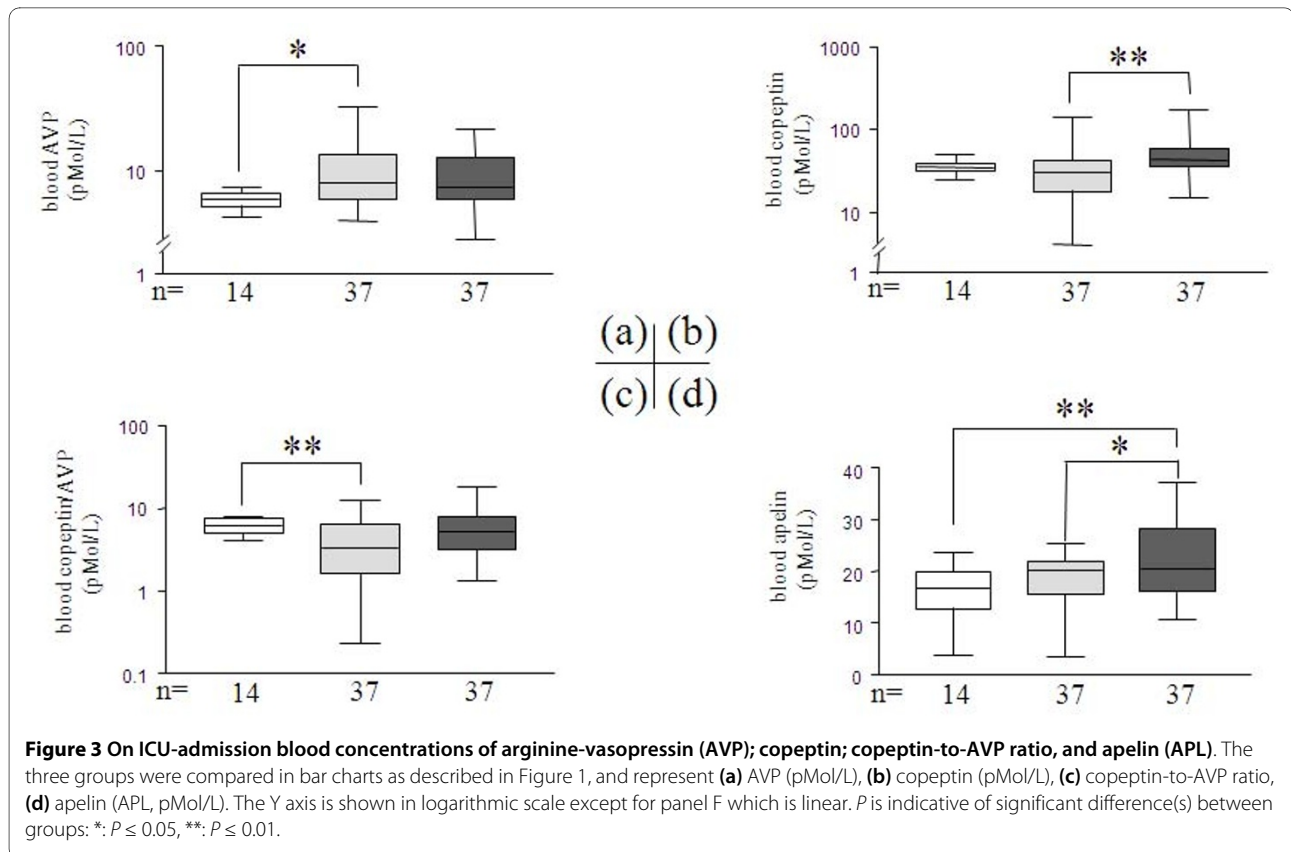 100
*
blood AVP
(pMol/L)
10
1
n= 14 37 37
1000
**
blood copeptin
(pMol/L)
100
10
1
n= 14 37 37
(a) (b)
(c) (d)
100
**
blood copeptin/AVP
(pMol/L)
10
1
0.1
n= 14 37 37
**
*
40
blood apelin
(pMol/L)
30
20
10
0
n= 14 37 37
Figure 3 On ICU-admission blood concentrations of arginine-vasopressin (AVP); copeptin; copeptin-to-AVP ratio, and apelin (APL). The
three groups were compared in bar charts as described in Figure 1, and represent (a) AVP (pMol/L), (b) copeptin (pMol/L), (c) copeptin-to-AVP ratio,
(d) apelin (APL, pMol/L). The Y axis is shown in logarithmic scale except for panel F which is linear. P is indicative of significant difference(s) between
groups: *: P ≤ 0.05, **: P ≤ 0.01.